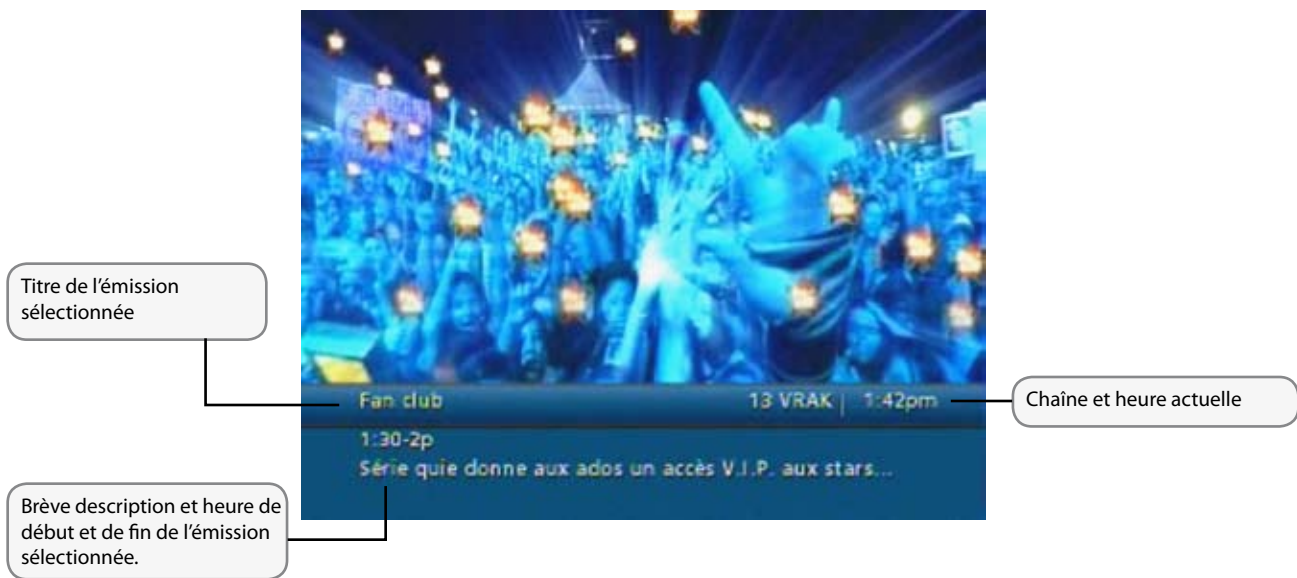 Titre de l'émission
sélectionnée
Fan club
13 VRAK | 1:42pm
Chaîne et heure actuelle
1:30-2p
Série quie donne aux ados un accès V.I.P. aux stars...
Brève description et heure de
début et de fin de l'émission
sélectionnée.